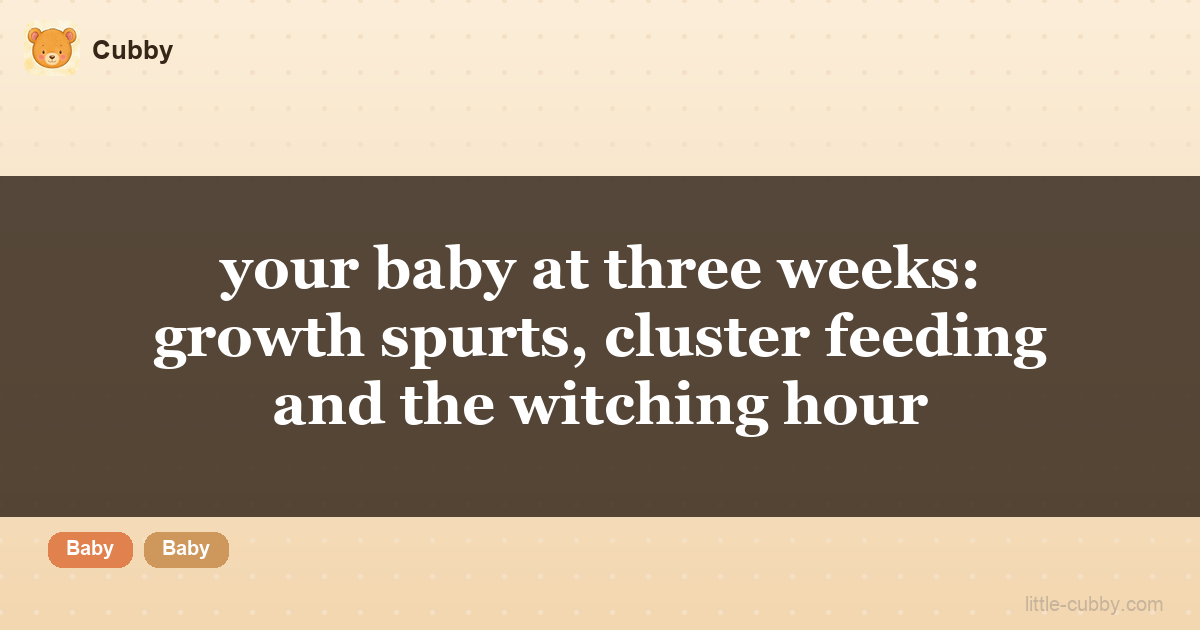 Cubby
your baby at three weeks:
growth spurts, cluster feeding
and the witching hour
Baby
Baby
little-cubby.com